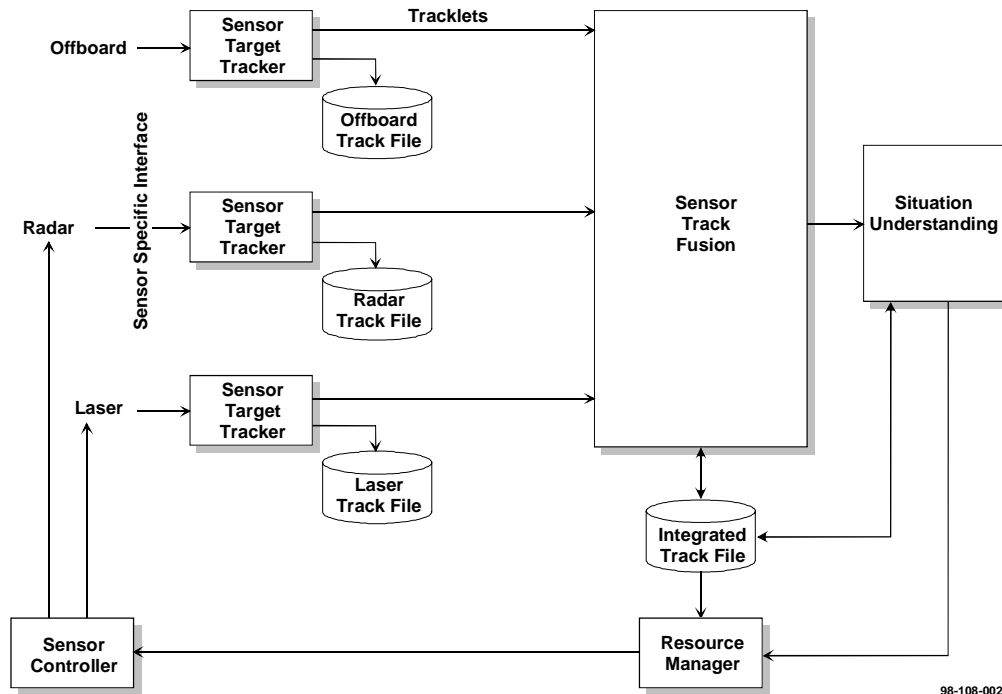 Tracklets
Offboard
Sensor
Target
Tracker
Offboard
Track File
Sensor Specific Interface
Radar
Sensor
Target
Tracker
Radar
Track File
Laser
Sensor
Target
Tracker
Laser
Track File
Sensor
Track
Fusion
Situation
Understanding
Integrated
Track File
Sensor
Controller
Resource
Manager
98-108-002